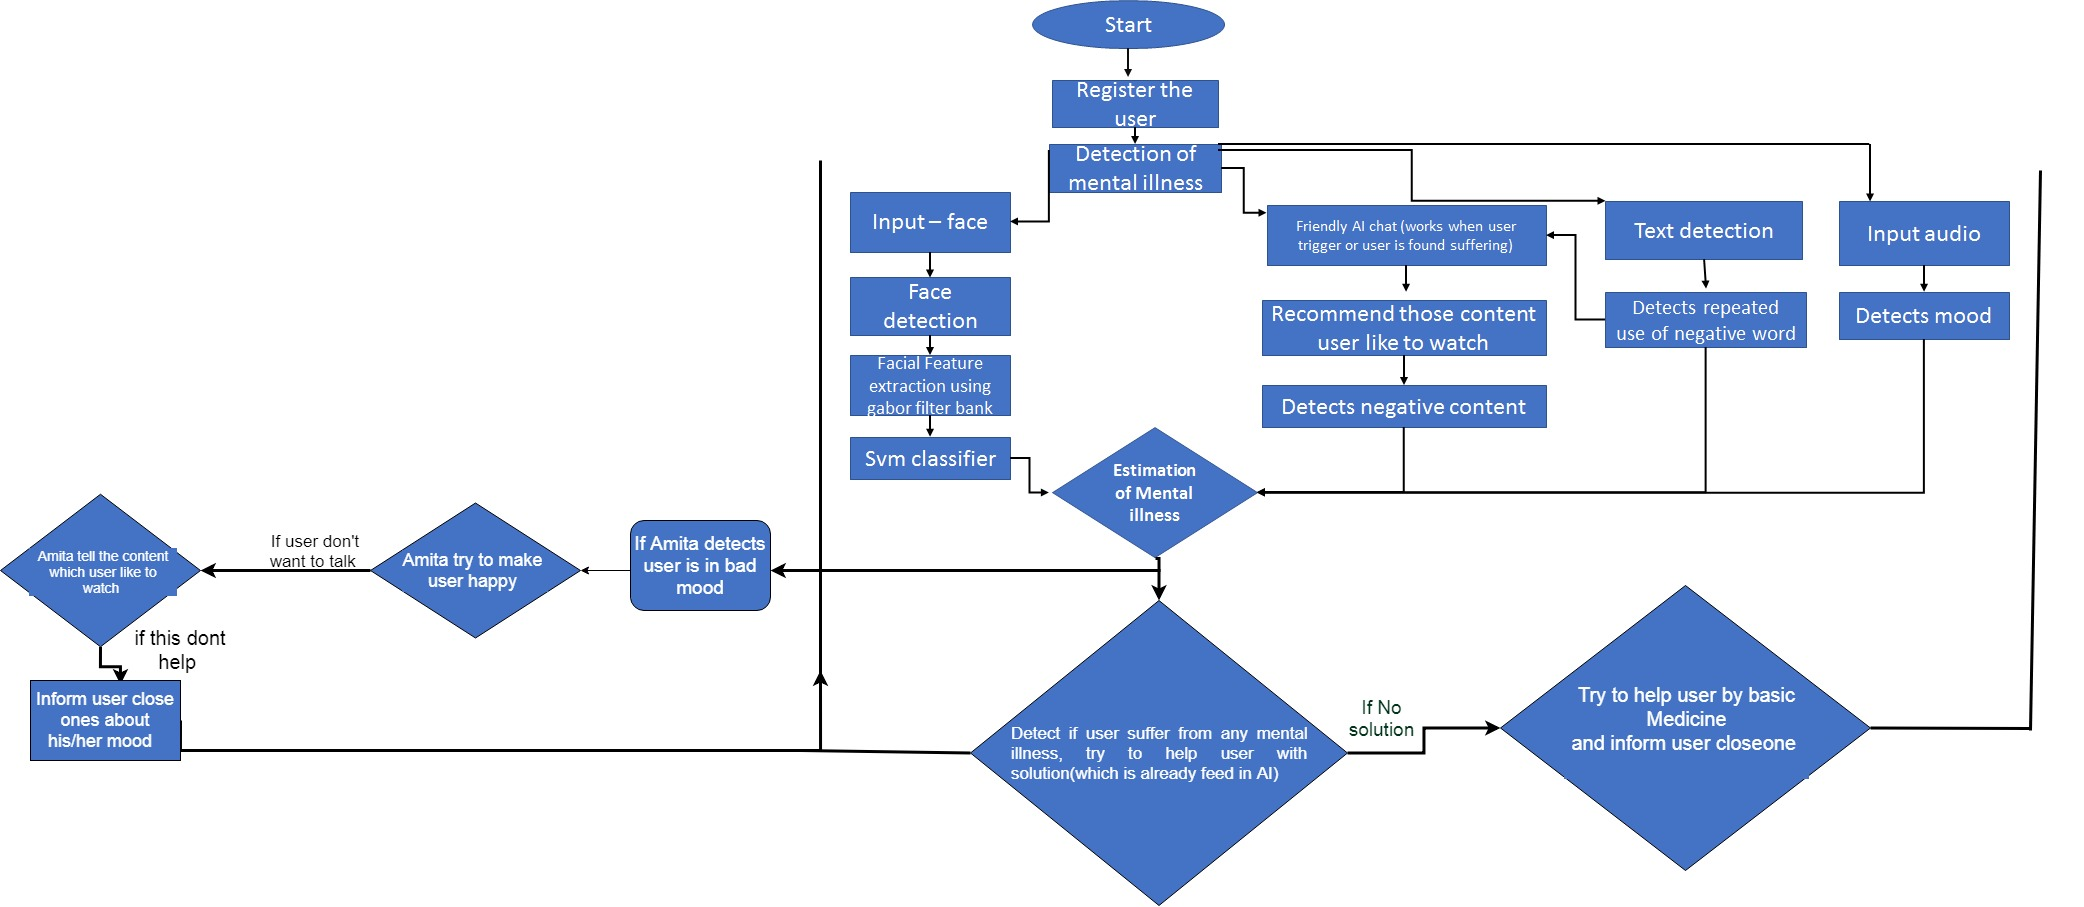 Start
Register the
user
Detection of
mental illness
Input – face
Friendly AI chat (works when user
trigger or user is found suffering)
Text detection
Input audio
Face
detection
Recommend those content
user like to watch
Detects repeated
use of negative word
Detects mood
Facial Feature
extraction using
gabor filter bank
Detects negative content
Svm classifier
Estimation
of Mental
illness
If Amita detects
user is in bad
mood
Amita try to make
user happy
If user don't
want to talk
Amita tell the content
which user like to
watch
if this dont
help
Inform user close
ones about
his/her mood
Detect if user suffer from any mental
illness, try to help user with
solution(which is already feed in AI)
If No
solution
Try to help user by basic
Medicine
and inform user closeone